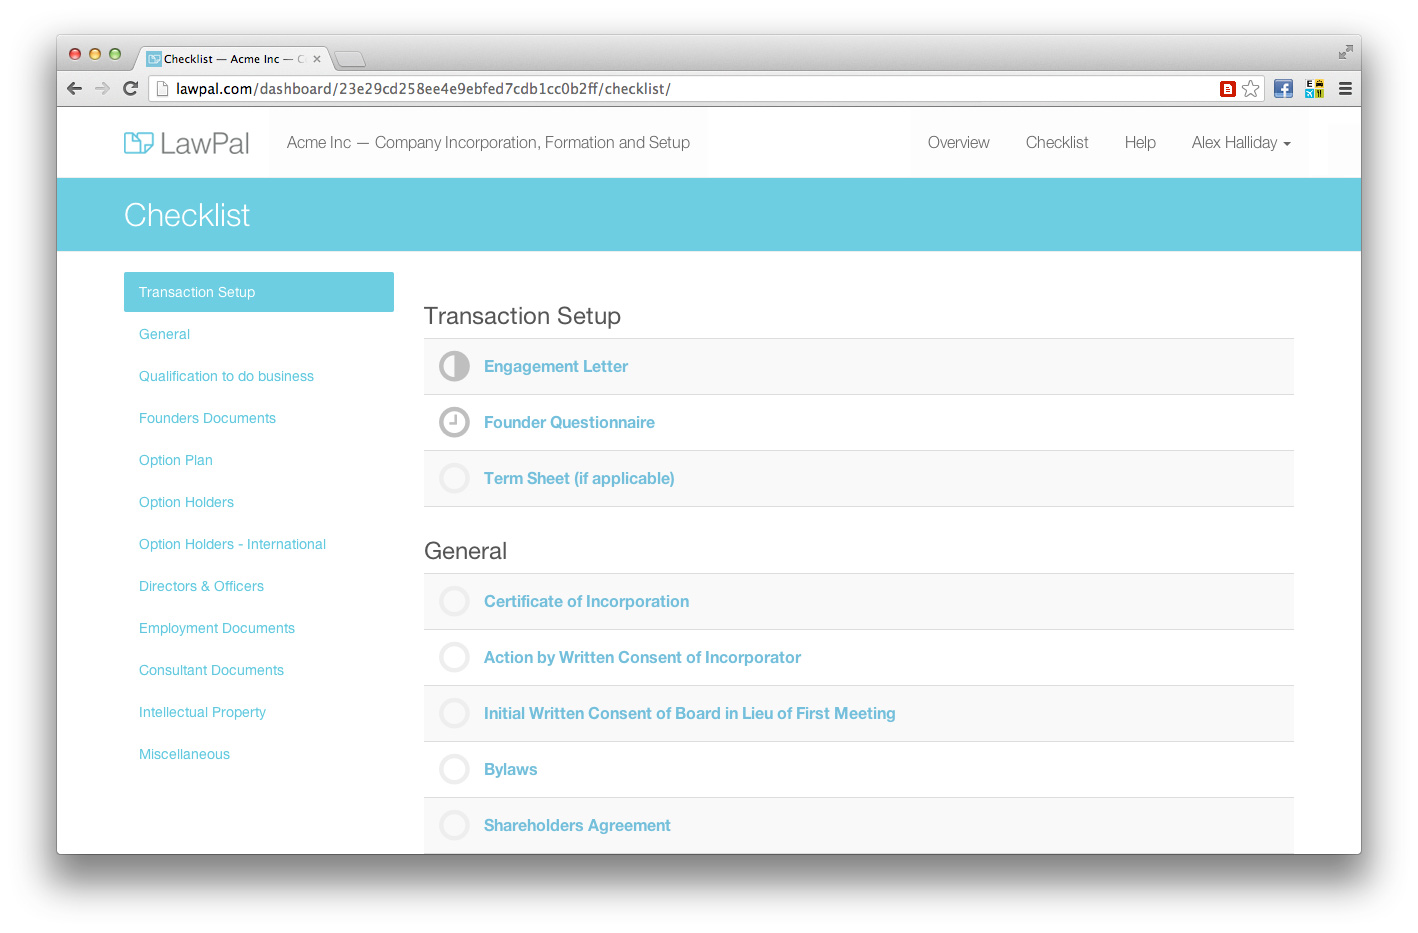 Checklist — Acme Inc — C
lawpal.com/dashboard/23e29cd258ee4e9ebfed7cdb1cc0b2ff/checklist/
LawPal
Acme Inc — Company Incorporation, Formation and Setup
Overview
Checklist
Help
Alex Halliday
Checklist
Transaction Setup
General
Qualification to do business
Founders Documents
Option Plan
Option Holders
Option Holders - International
Directors & Officers
Employment Documents
Consultant Documents
Intellectual Property
Miscellaneous
Transaction Setup
Engagement Letter
Founder Questionnaire
Term Sheet (if applicable)
General
Certificate of Incorporation
Action by Written Consent of Incorporator
Initial Written Consent of Board in Lieu of First Meeting
Bylaws
Shareholders Agreement